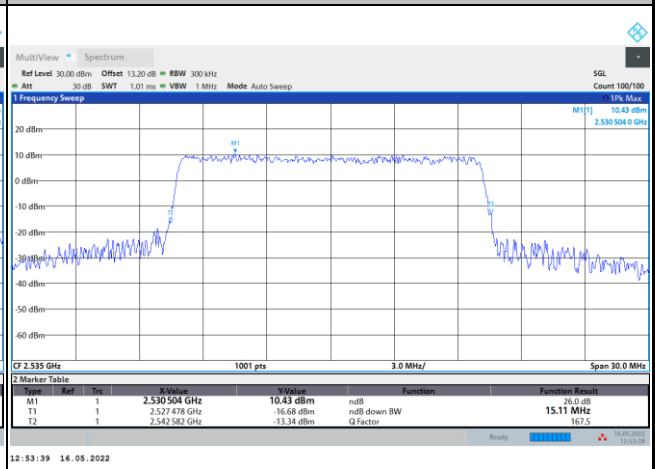 MultiView Spectrum
Ref Level 30.00 dBm Offset 13.20 dB RBW 300 kHz SGL
Att 30 dB SWT 1.01 ms VBW 1 MHz Mode Auto Sweep Count 100/100
1 Frequency Sweep 1Pk Max
M1[1] 10.43 dBm
2.530 504 0 GHz
20 dBm
M1
10 dBm
0 dBm
-10 dBm
T1 T2
-20 dBm
-30 dBm
-40 dBm
-50 dBm
-60 dBm
CF 2.535 GHz 1001 pts 3.0 MHz/ Span 30.0 MHz
2 Marker Table
Type Ref Trc X-Value Y-Value Function Function Result
M1 1 2.530 504 GHz 10.43 dBm ndB 26.0 dB
T1 1 2.527 478 GHz -16.68 dBm ndB down BW 15.11 MHz
T2 1 2.542 582 GHz -13.34 dBm Q Factor 167.5
Ready 16.05.2022
12:53:38
12:53:39 16.05.2022